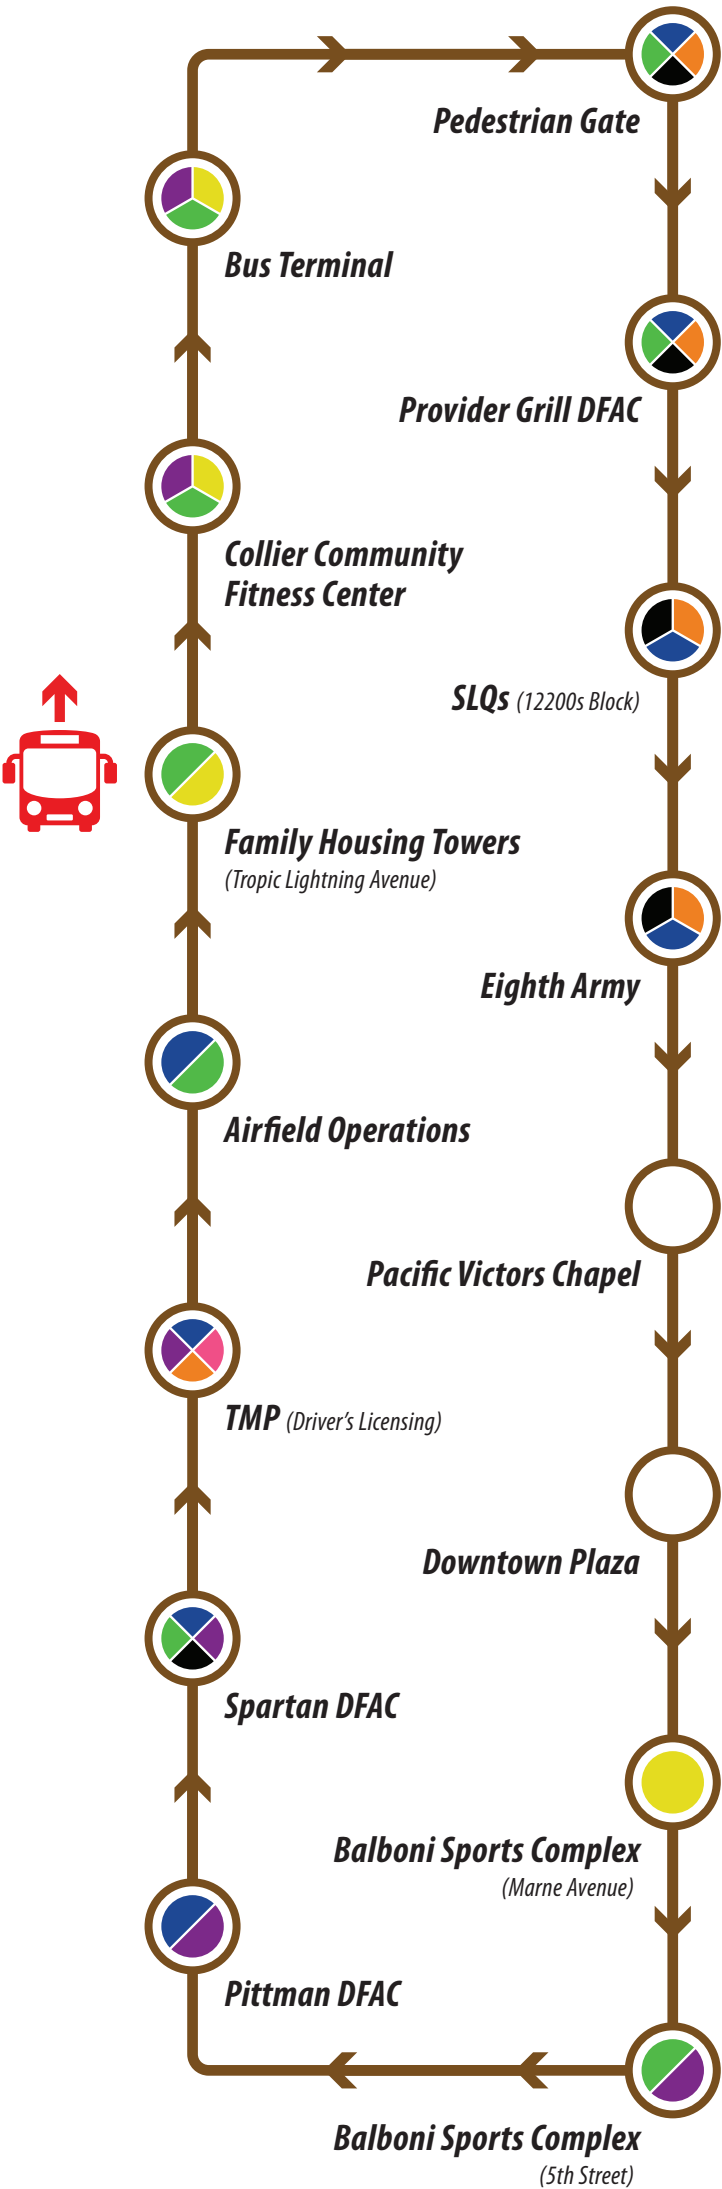 Pedestrian Gate
Bus Terminal
Provider Grill DFAC
Collier Community
Fitness Center
SLQs (12200s Block)
Family Housing Towers
(Tropic Lightning Avenue)
Eighth Army
Airfield Operations
Pacific Victors Chapel
TMP (Driver's Licensing)
Downtown Plaza
Spartan DFAC
Balboni Sports Complex
(Marne Avenue)
Pittman DFAC
Balboni Sports Complex
(5th Street)